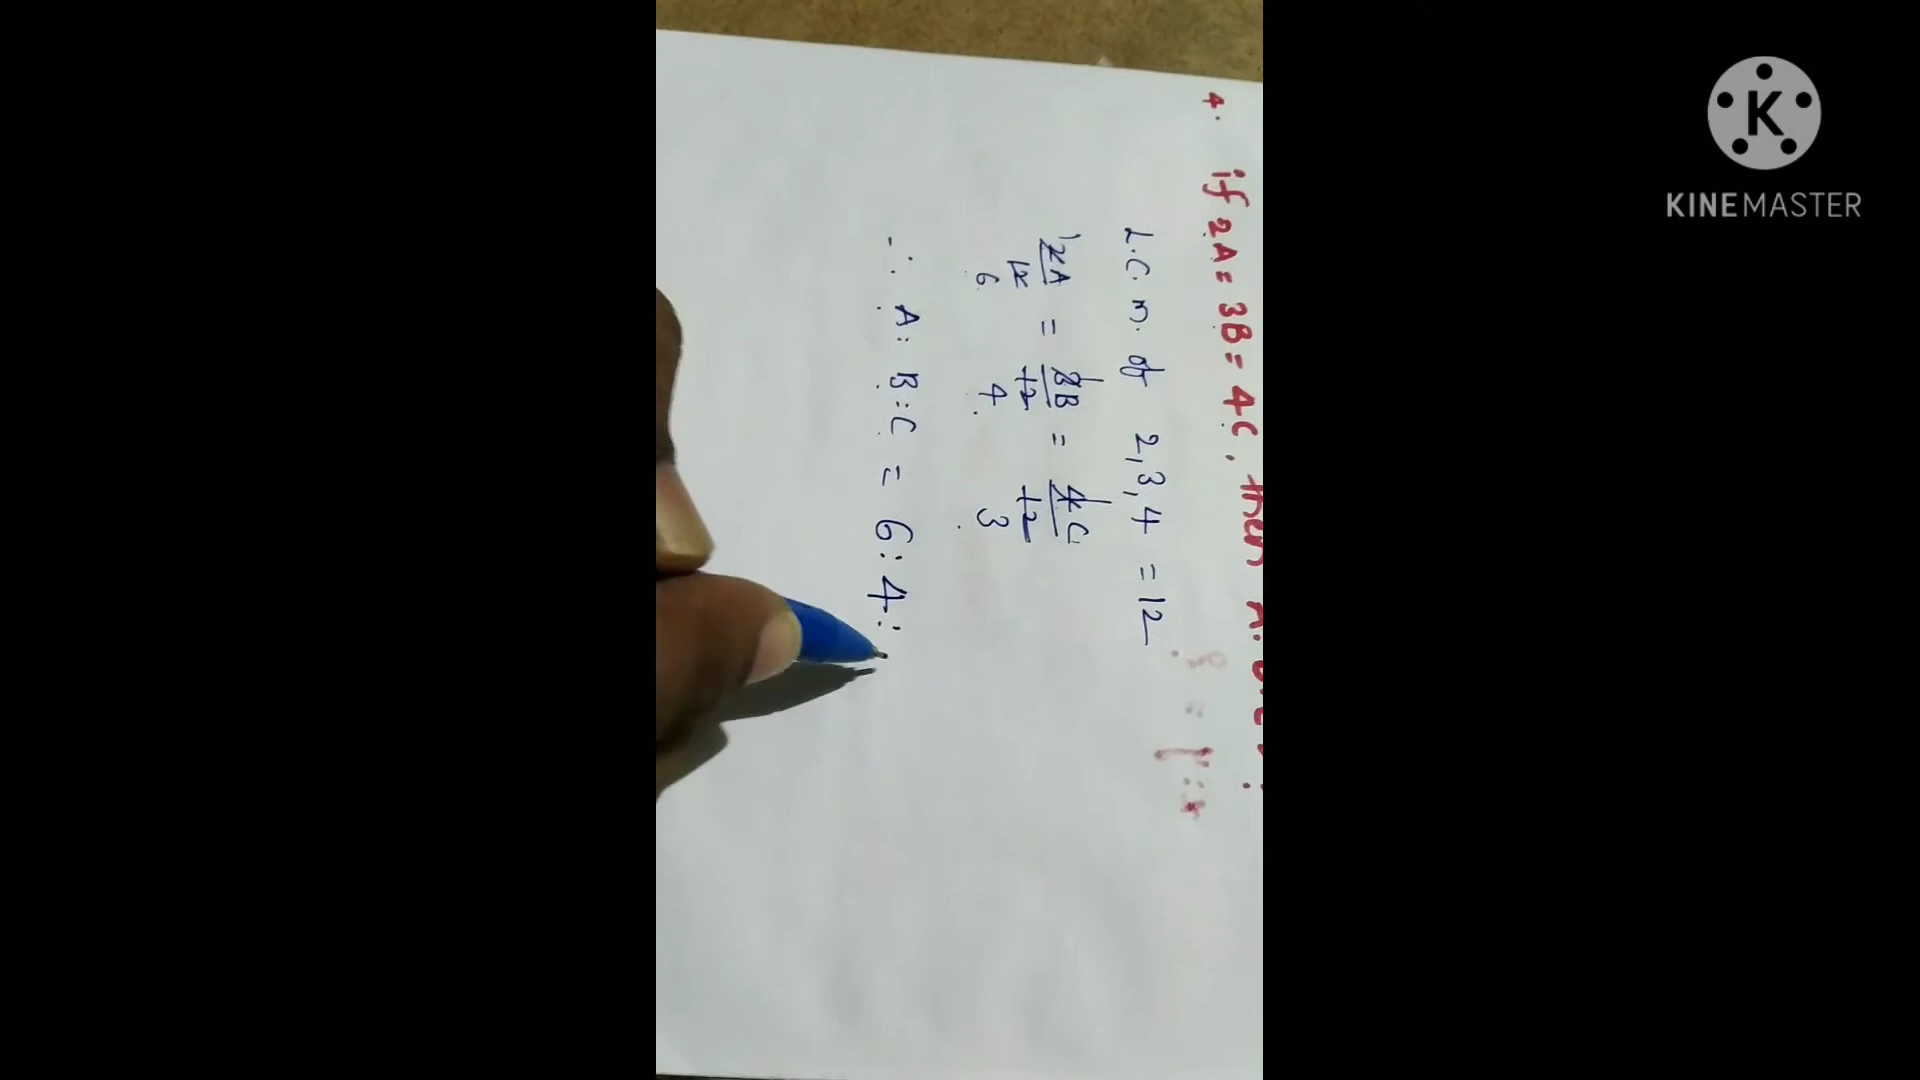 4. if 2A = 3B = 4C, then A:B:C ?
L.C.m. of 2,3,4 = 12
2A/12 = 3B/12 = 4C/12
6 4 3
∴ A:B:C = 6:4:
K
KINEMASTER